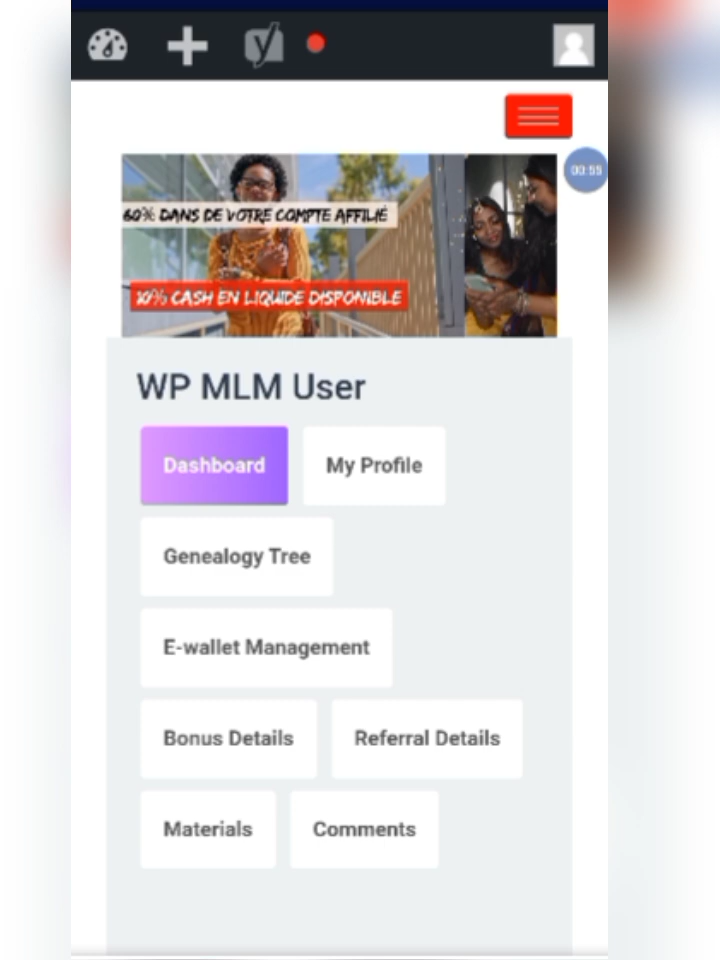 00:55
60% DANS DE VOTRE COMPTE AFFILIÉ
10% CASH EN LIQUIDE DISPONIBLE
WP MLM User
Dashboard
My Profile
Genealogy Tree
E-wallet Management
Bonus Details
Referral Details
Materials
Comments